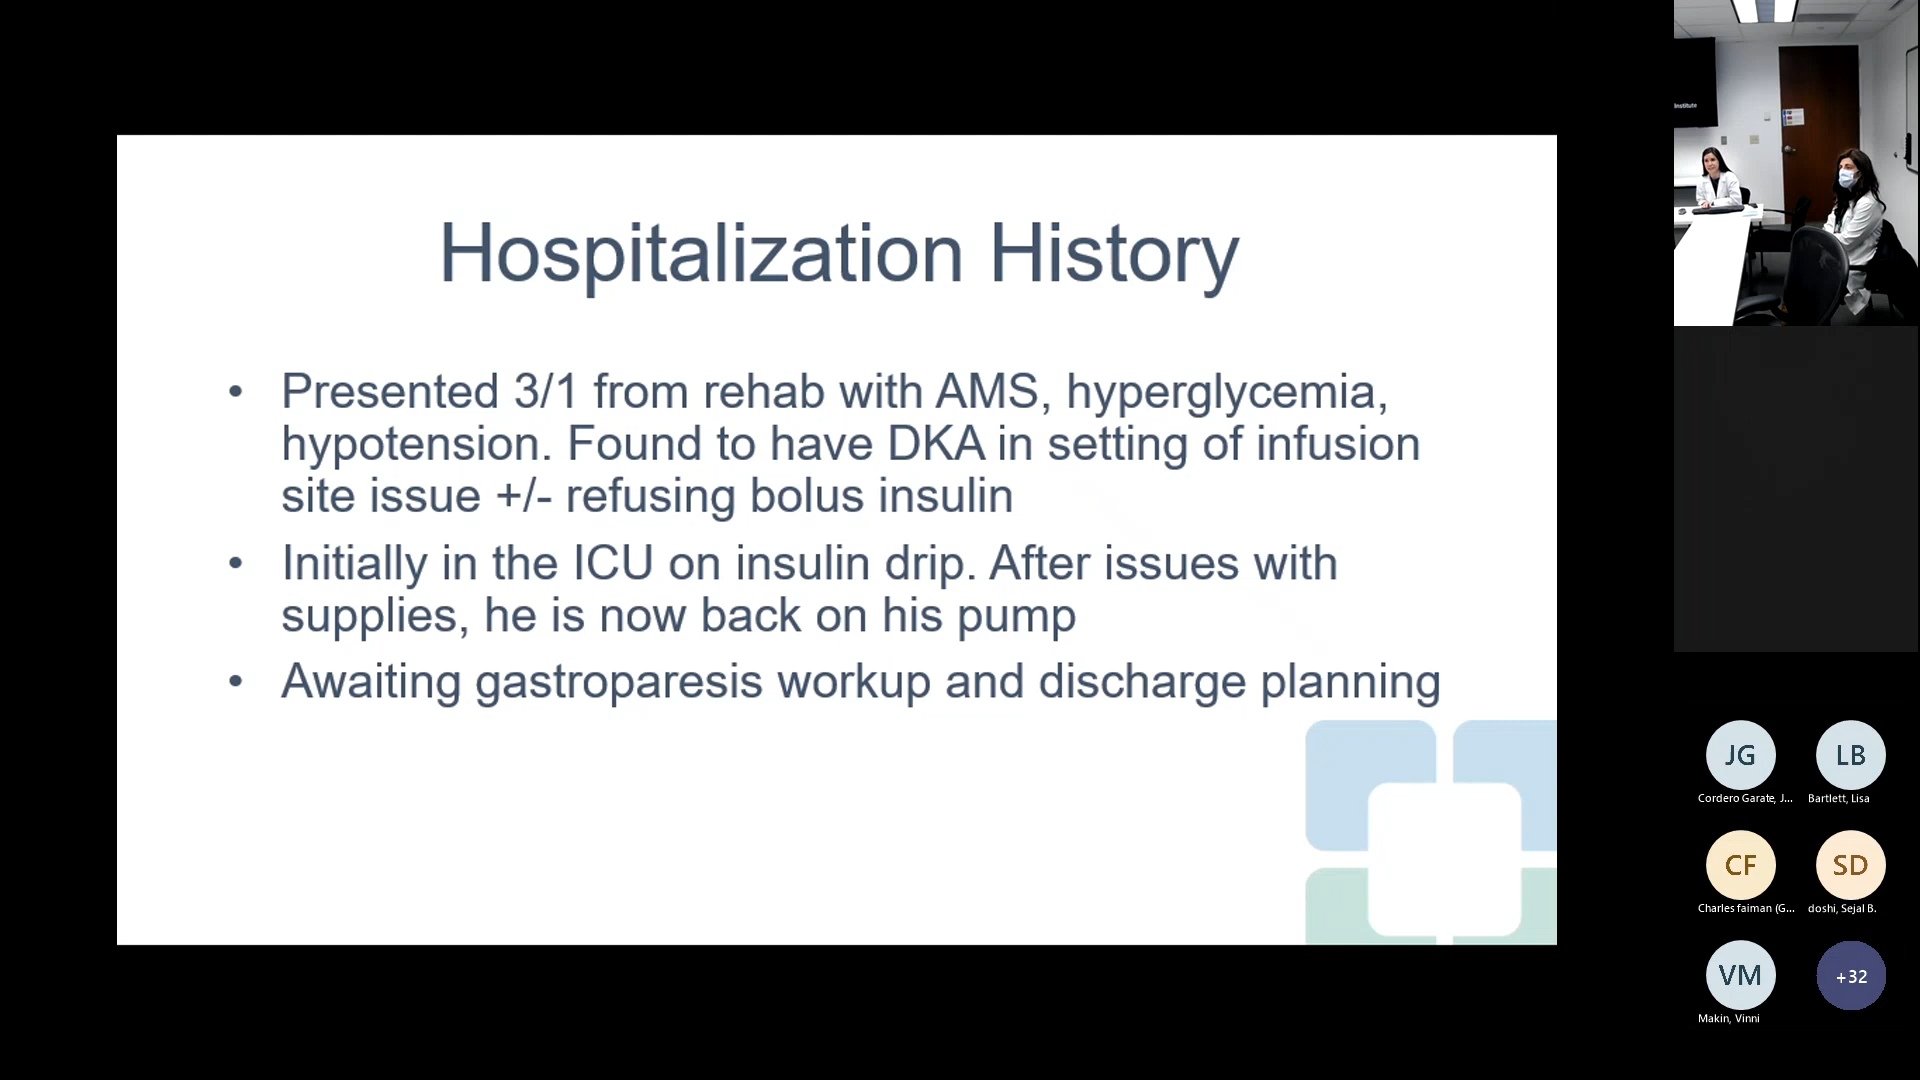 Hospitalization History
• Presented 3/1 from rehab with AMS, hyperglycemia,
hypotension. Found to have DKA in setting of infusion
site issue +/- refusing bolus insulin
• Initially in the ICU on insulin drip. After issues with
supplies, he is now back on his pump
• Awaiting gastroparesis workup and discharge planning
Institute
JG
Cordero Garate, J...
LB
Bartlett, Lisa
CF
Charles faiman (G...
SD
doshi, Sejal B.
VM
Makin, Vinni
+32